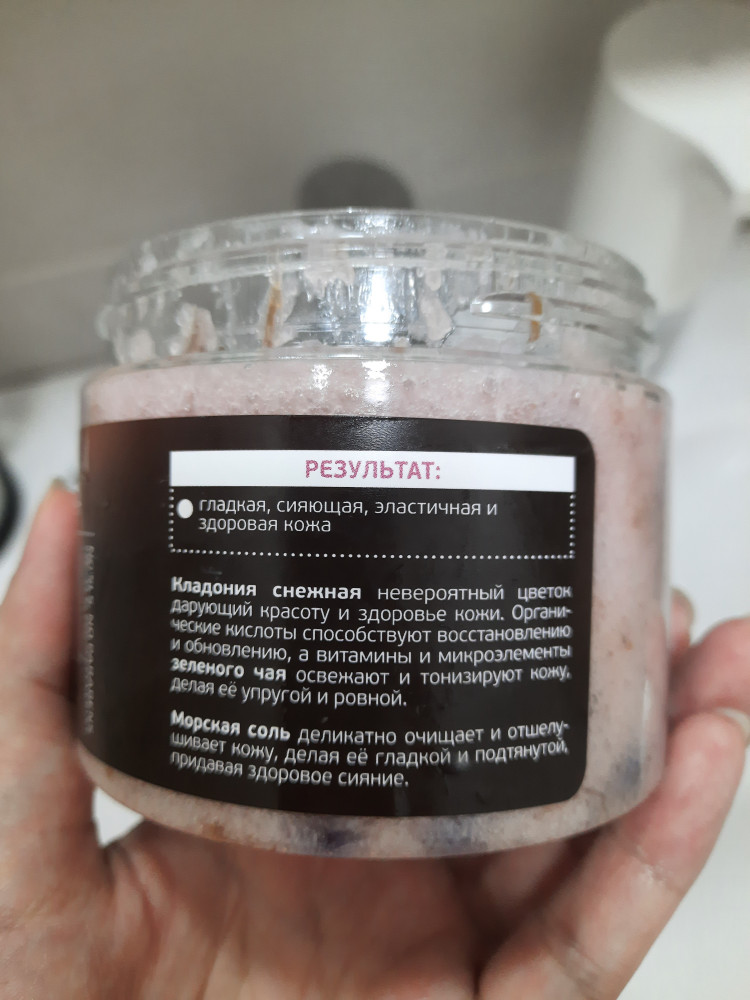 РЕЗУЛЬТАТ:
гладкая, сияющая, эластичная и
здоровая кожа
Кладония снежная невероятный цветок
дарующий красоту и здоровье кожи. Органи-
ческие кислоты способствуют восстановлению
и обновлению, а витамины и микроэлементы
зеленого чая освежают и тонизируют кожу,
делая её упругой и ровной.
Морская соль деликатно очищает и отшелу-
шивает кожу, делая её гладкой и подтянутой,
придавая здоровое сияние.